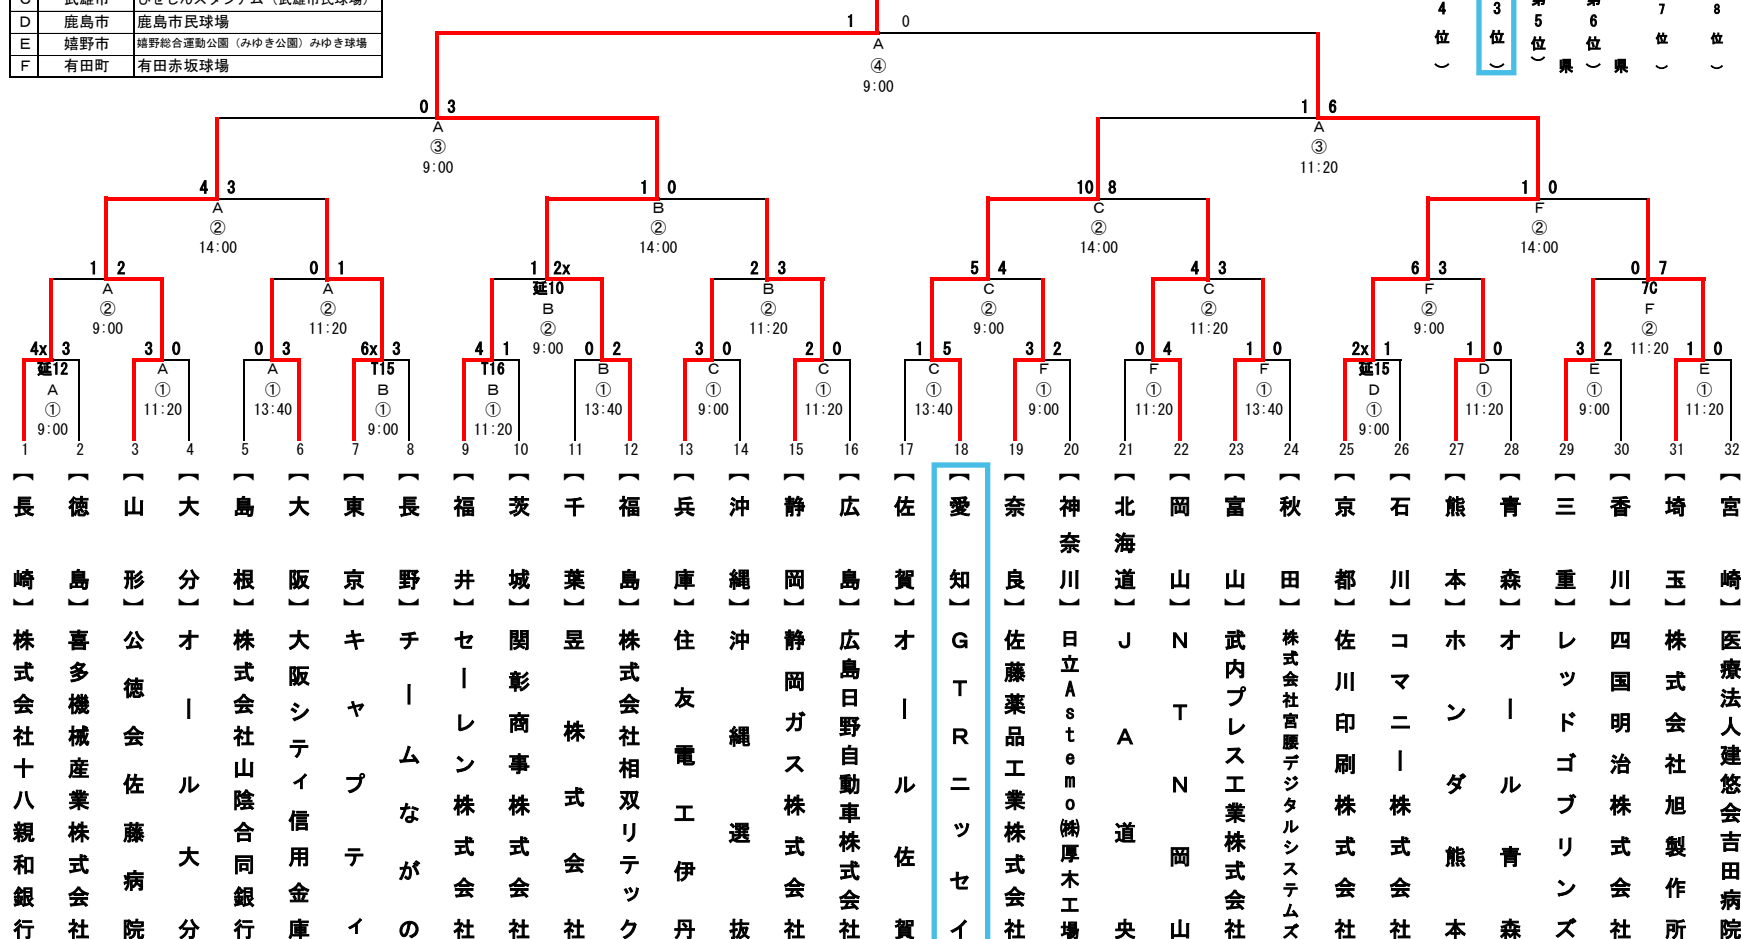 武雄市
D 鹿島市 鹿島市民球場
E 嬉野市 嬉野総合運動公園（みゆき公園）みゆき球場
F 有田町 有田赤坂球場
4位）
3位）
第5位）
県
第6位）
県
7位）
8位）
1 0
A
④
9:00
0 3
A
③
9:00
1 6
A
③
11:20
4 3
A
②
14:00
1 0
B
②
14:00
10 8
C
②
14:00
1 0
F
②
14:00
1 2
A
②
9:00
0 1
A
②
11:20
1 2x
延10
B
②
9:00
2 3
B
②
11:20
5 4
C
②
9:00
4 3
C
②
11:20
6 3
F
②
9:00
0 7
7C
F
②
11:20
4x 3
延12
A
①
9:00
3 0
A
①
11:20
0 3
A
①
13:40
6x 3
T15
B
①
9:00
4 1
T16
B
①
11:20
0 2
B
①
13:40
3 0
C
①
9:00
2 0
C
①
11:20
1 5
C
①
13:40
3 2
F
①
9:00
0 4
F
①
11:20
1 0
F
①
13:40
2x 1
延15
D
①
9:00
1 0
D
①
11:20
3 2
E
①
9:00
1 0
E
①
11:20
1 【長崎】株式会社十八親和銀行
2 【徳島】喜多機械産業株式会社
3 【山形】公徳会佐藤病院
4 【大分】オール大分
5 【島根】株式会社山陰合同銀行
6 【大阪】大阪シティ信用金庫
7 【東京】キャプティ
8 【長野】チームながの
9 【福井】セーレン株式会社
10 【茨城】関彰商事株式会社
11 【千葉】昱株式会社
12 【福島】株式会社相双リテック
13 【兵庫】住友電工伊丹
14 【沖縄】沖縄選抜
15 【静岡】静岡ガス株式会社
16 【広島】広島日野自動車株式会社
17 【佐賀】オール佐賀
18 【愛知】GTRニッセイ
19 【奈良】佐藤薬品工業株式会社
20 【神奈川】日立Astemo㈱厚木工場
21 【北海道】JA道央
22 【岡山】NTN岡山
23 【富山】武内プレス工業株式会社
24 【秋田】株式会社宮腰デジタルシステムズ
25 【京都】佐川印刷株式会社
26 【石川】コマニー株式会社
27 【熊本】ホンダ熊本
28 【青森】オール青森
29 【三重】レッドゴブリンズ
30 【香川】四国明治株式会社
31 【埼玉】株式会社旭製作所
32 【宮崎】医療法人建悠会吉田病院